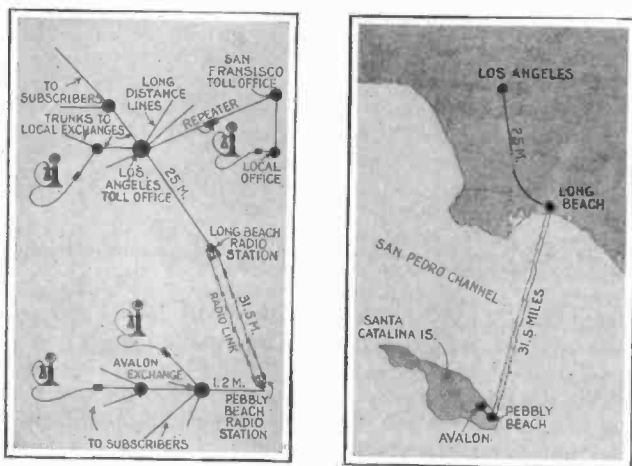 SAN
FRANSISCO
TOLL OFFICE
LONG
DISTANCE
LINES
TO
SUBSCRIBERS
REPEATER
TRUNKS TO
LOCAL EXCHANGES
LOCAL
OFFICE
LOS
ANGELES
TOLL OFFICE
25 M.
LONG BEACH
RADIO
STATION
31.5 M.
RADIO LINK
AVALON
EXCHANGE
1.2 M.
PEBBLY
BEACH RADIO
STATION
TO SUBSCRIBERS
LOS ANGELES
25 M.
LONG
BEACH
SAN PEDRO CHANNEL
31.5 MILES
SANTA
CATALINA IS.
AVALON
PEBBLY
BEACH